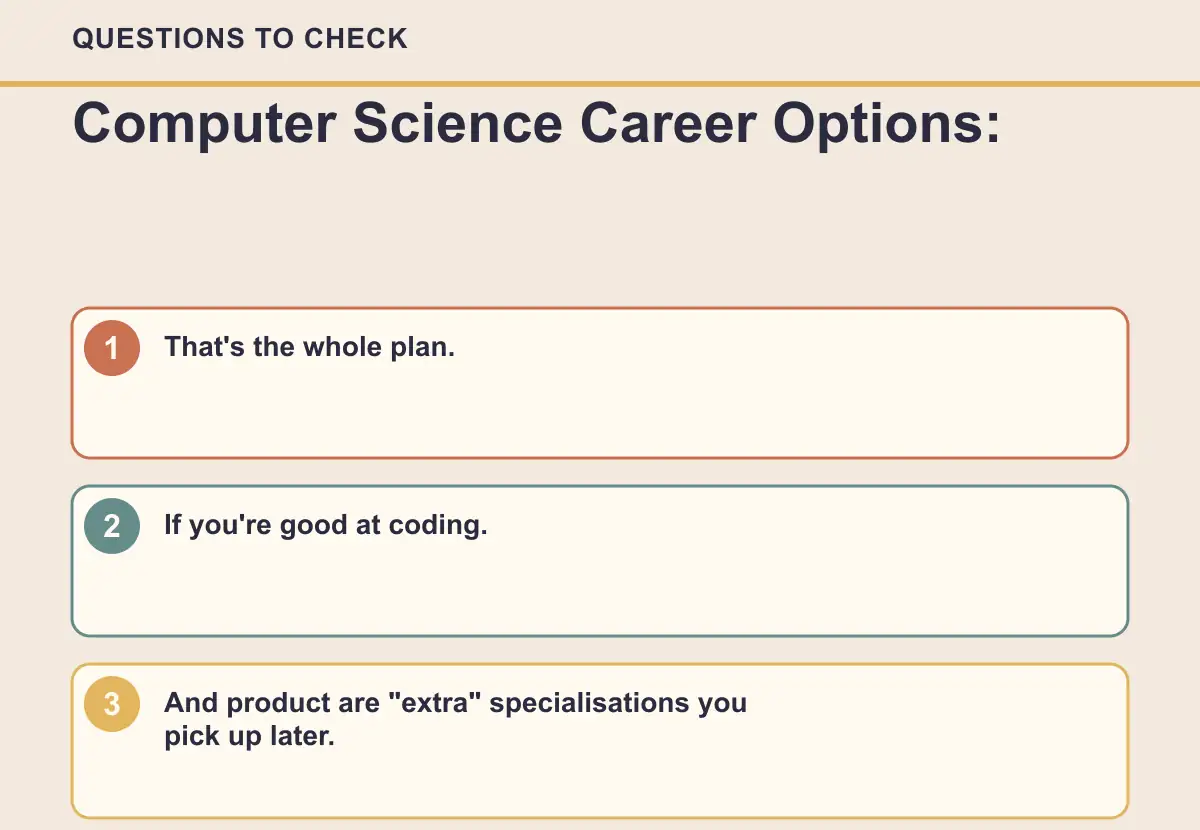 QUESTIONS TO CHECK
Computer Science Career Options:
1
That's the whole plan.
2
If you're good at coding.
3
And product are "extra" specialisations you
pick up later.